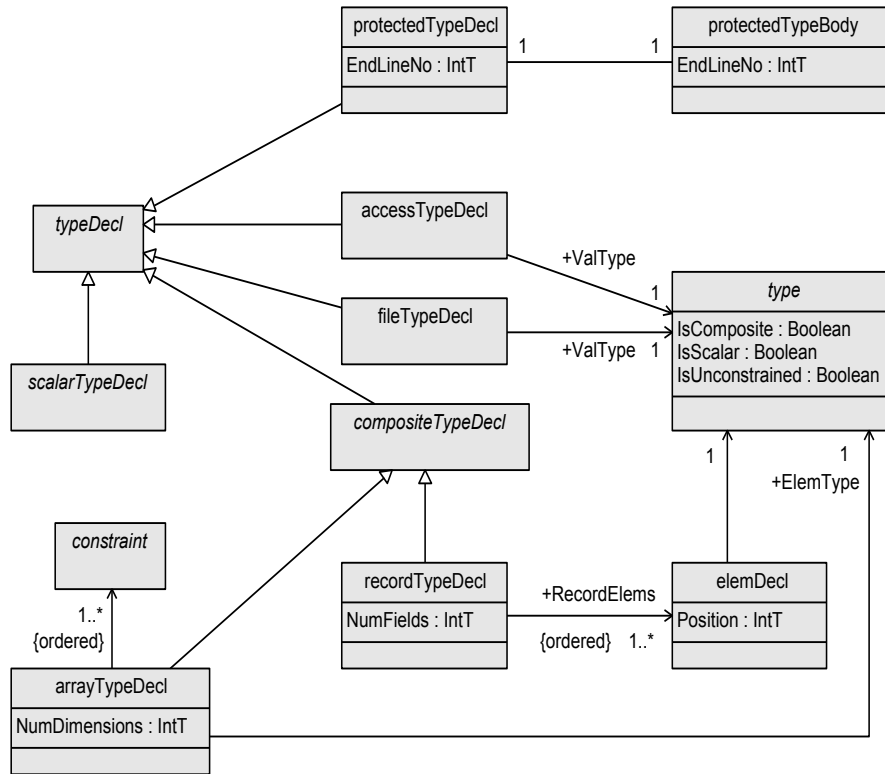 protectedTypeDecl
EndLineNo : IntT
1
1
protectedTypeBody
EndLineNo : IntT
typeDecl
accessTypeDecl
+ValType
1
type
IsComposite : Boolean
IsScalar : Boolean
IsUnconstrained : Boolean
fileTypeDecl
+ValType
1
scalarTypeDecl
compositeTypeDecl
1
1
+ElemType
constraint
1..*
{ordered}
recordTypeDecl
NumFields : IntT
+RecordElems
{ordered}
1..*
elemDecl
Position : IntT
arrayTypeDecl
NumDimensions : IntT